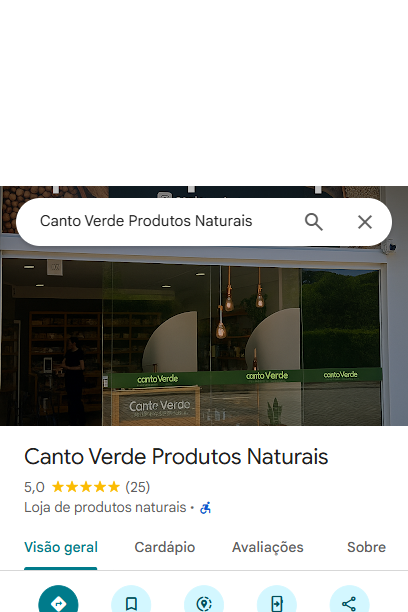 Canto Verde Produtos Naturais
canto Verde
canto Verde
canto Verde
Canto Verde
Canto Verde Produtos Naturais
5,0 (25)
Loja de produtos naturais ·
Visão geral Cardápio Avaliações Sobre